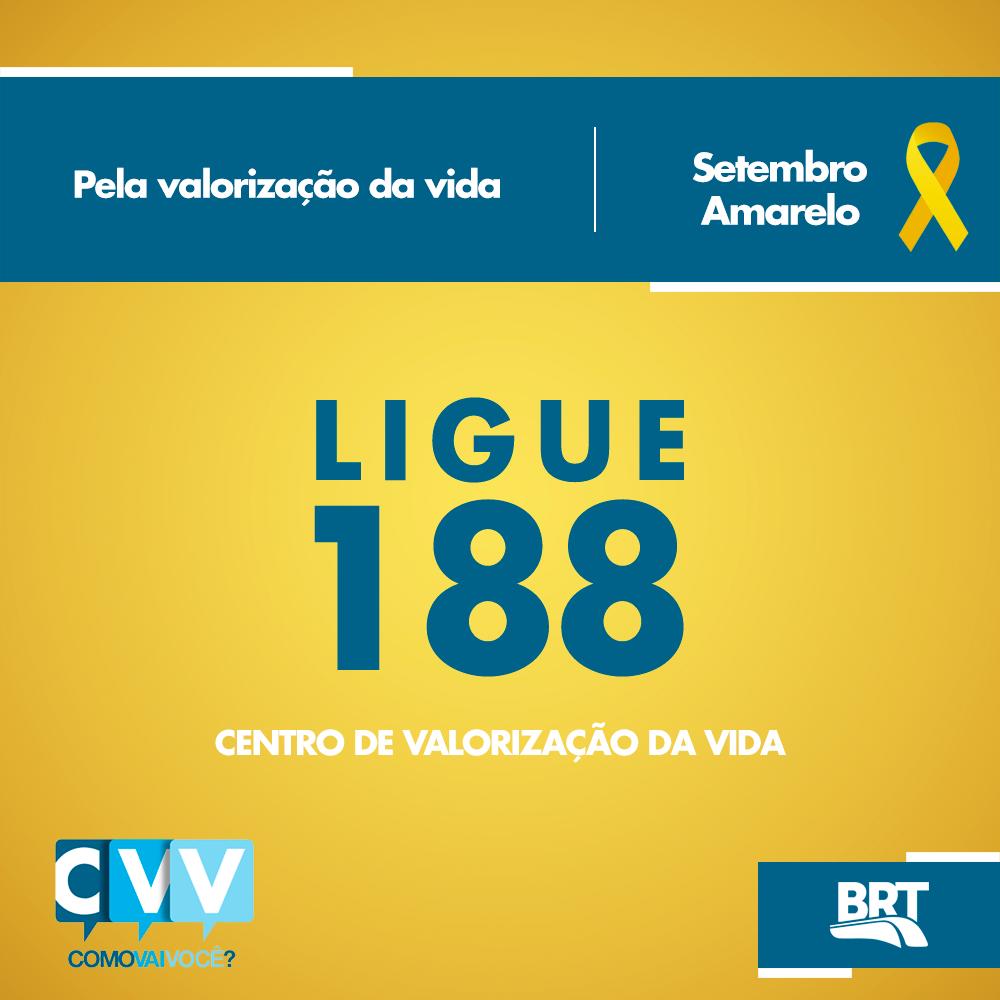 Pela valorização da vida
Setembro
Amarelo
LIGUE
188
CENTRO DE VALORIZAÇÃO DA VIDA
CVV
COMOVAIVOCÊ?
BRT